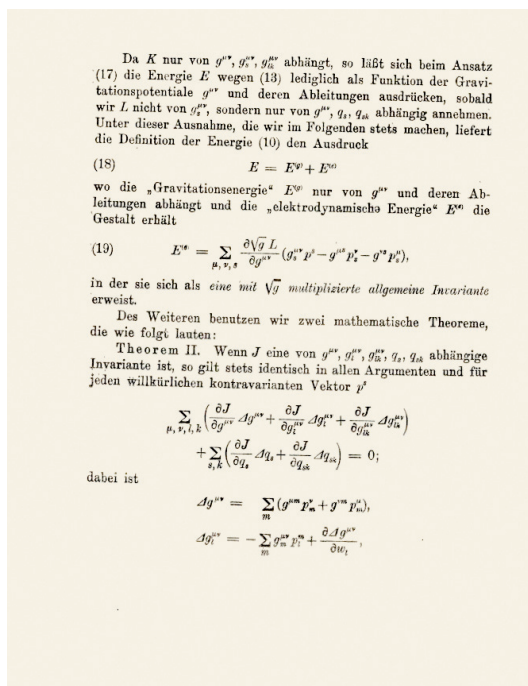 Da K nur von g^{μν}, g_s^{μν}, g_{lk}^{μν} abhängt, so läßt sich beim Ansatz
(17) die Energie E wegen (13) lediglich als Funktion der Gravi-
tationspotentiale g^{μν} und deren Ableitungen ausdrücken, sobald
wir L nicht von g_s^{μν}, sondern nur von g^{μν}, q_s, q_{sk} abhängig annehmen.
Unter dieser Ausnahme, die wir im Folgenden stets machen, liefert
die Definition der Energie (10) den Ausdruck
(18) E = E^{(g)} + E^{(e)}
wo die „Gravitationsenergie“ E^{(g)} nur von g^{μν} und deren Ab-
leitungen abhängt und die „elektrodynamische Energie“ E^{(e)} die
Gestalt erhält
(19) E^{(e)} = ∑_{μ, ν, s} ∂√g L / ∂g^{μν} (g_s^{μν} p^s − g^{μs} p_s^ν − g^{νs} p_s^μ),
in der sie sich als eine mit √g multiplizierte allgemeine Invariante
erweist.
Des Weiteren benutzen wir zwei mathematische Theoreme,
die wie folgt lauten:
Theorem II. Wenn J eine von g^{μν}, g_l^{μν}, g_{lk}^{μν}, q_s, q_{sk} abhängige
Invariante ist, so gilt stets identisch in allen Argumenten und für
jeden willkürlichen kontravarianten Vektor p^s
∑_{μ, ν, l, k} (∂J/∂g^{μν} Δg^{μν} + ∂J/∂g_l^{μν} Δg_l^{μν} + ∂J/∂g_{lk}^{μν} Δg_{lk}^{μν})
+ ∑_{s, k} (∂J/∂q_s Δq_s + ∂J/∂q_{sk} Δq_{sk}) = 0;
dabei ist
Δg^{μν} = ∑_m (g^{μm} p_m^ν + g^{νm} p_m^μ),
Δg_l^{μν} = − ∑_m g_m^{μν} p_l^m + ∂Δg^{μν}/∂w_l,